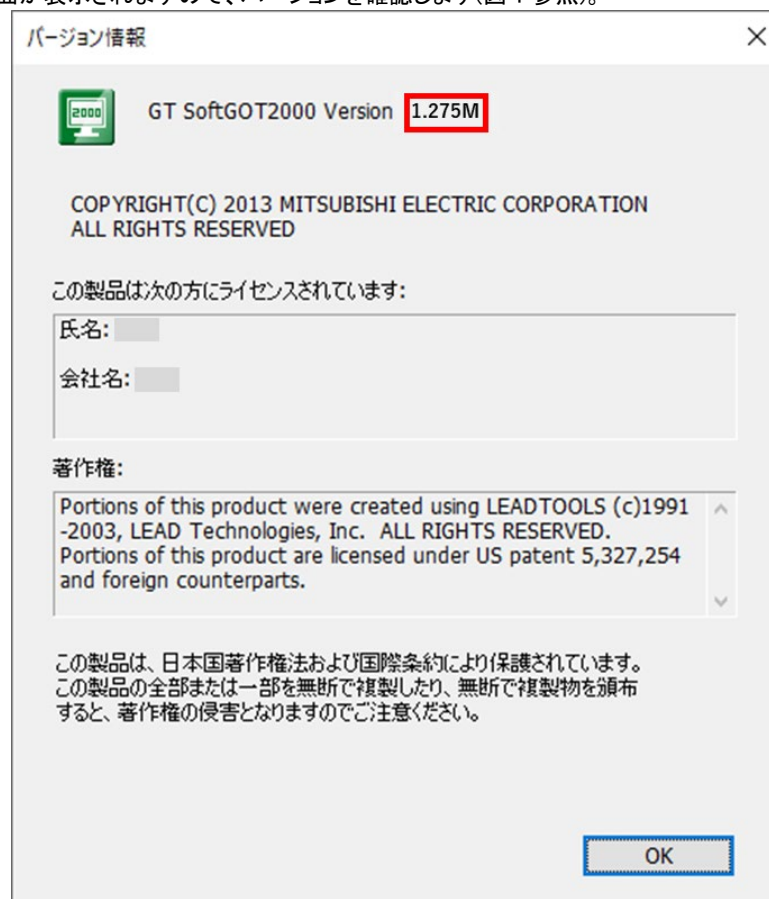 面が表示されますので、バージョンを確認します(図
バージョン情報
2000
GT SoftGOT2000 Version 1.275M
COPYRIGHT(C) 2013 MITSUBISHI ELECTRIC CORPORATION
ALL RIGHTS RESERVED
この製品は次の方にライセンスされています:
氏名:
会社名:
著作権:
Portions of this product were created using LEADTOOLS (c)1991
-2003, LEAD Technologies, Inc. ALL RIGHTS RESERVED.
Portions of this product are licensed under US patent 5,327,254
and foreign counterparts.
この製品は、日本国著作権法および国際条約により保護されています。
この製品の全部または一部を無断で複製したり、無断で複製物を頒布
すると、著作権の侵害となりますのでご注意ください。
OK